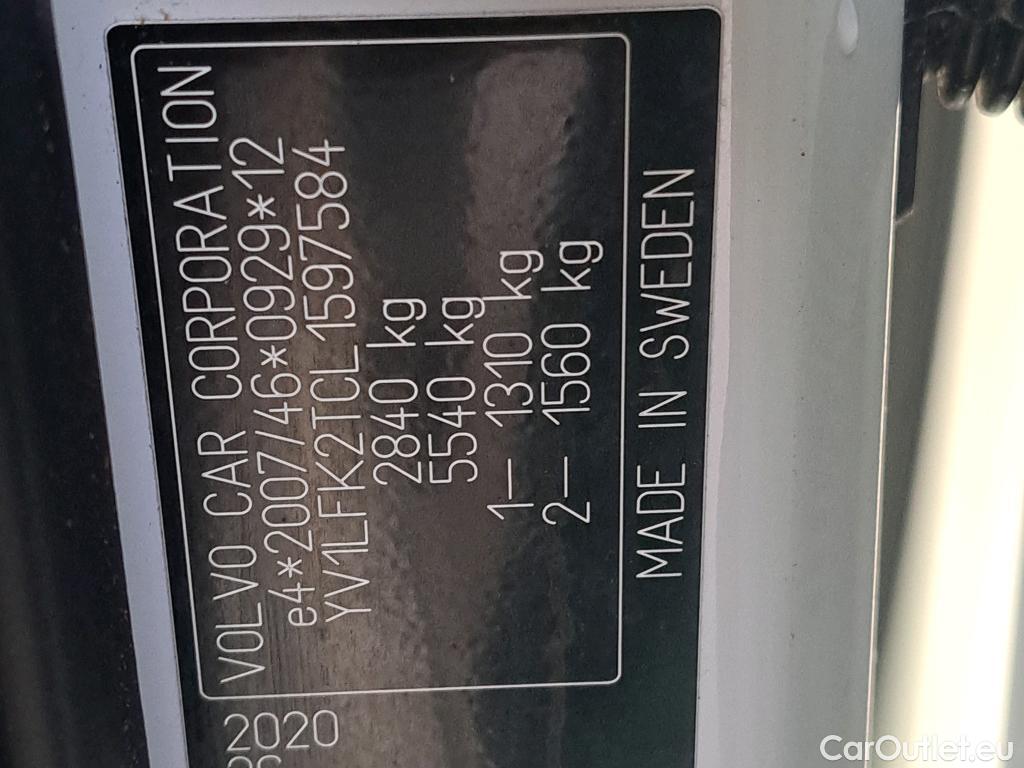 VOLVO CAR CORPORATION
e4*2007/46*0929*12
YV1LFK2TCL1597584
2840 kg
5540 kg
1— 1310 kg
2— 1560 kg
MADE IN SWEDEN
2020
CarOutlet.eu